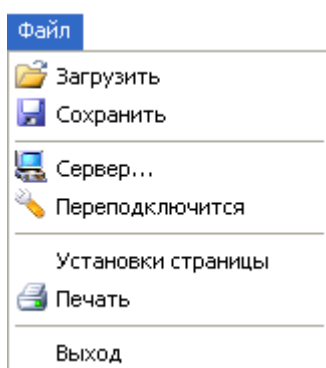 Файл
Загрузить
Сохранить
Сервер...
Переподключится
Установки страницы
Печать
Выход